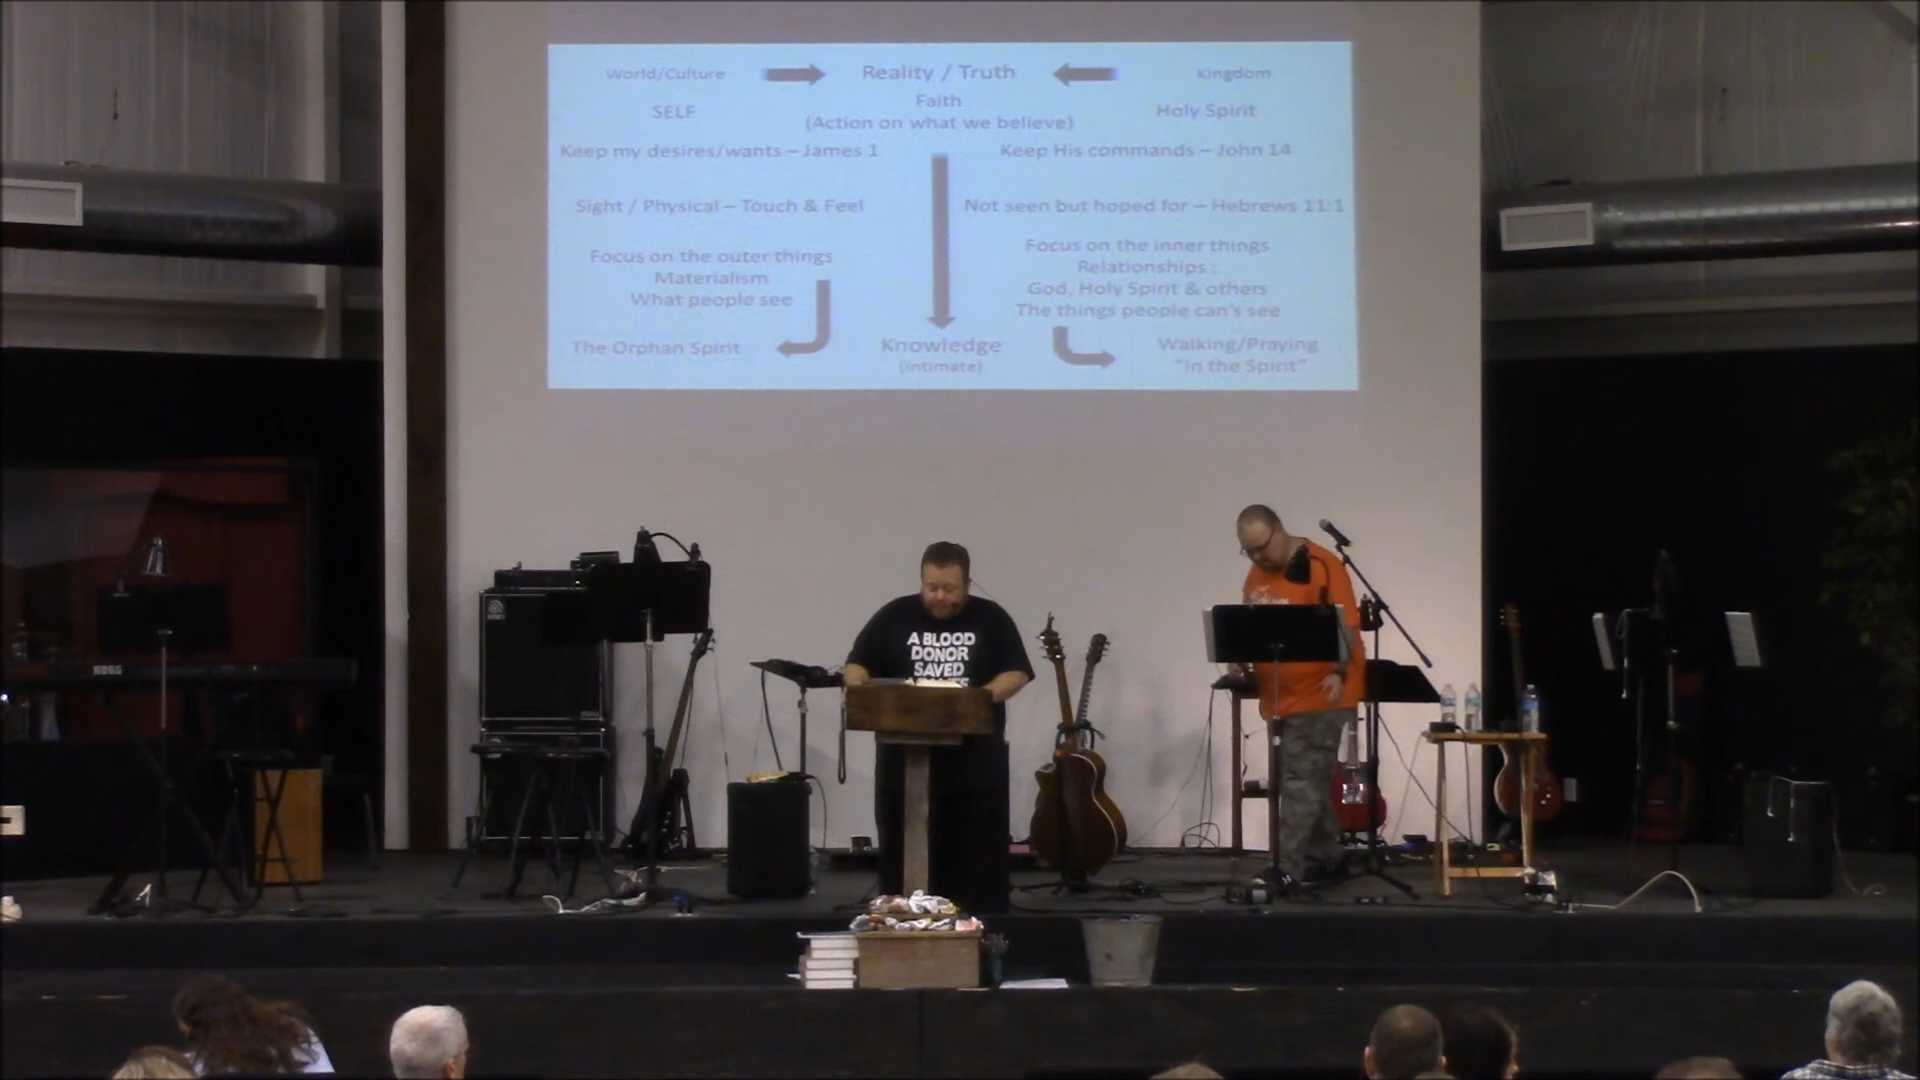 World/Culture
Reality / Truth
Kingdom
SELF
Faith
(Action on what we believe)
Holy Spirit
Keep my desires/wants – James 1
Keep His commands – John 14
Sight / Physical – Touch & Feel
Not seen but hoped for – Hebrews 11:1
Focus on the outer things
Materialism
What people see
Focus on the inner things
Relationships :
God, Holy Spirit & others
The things people can's see
The Orphan Spirit
Knowledge
(intimate)
Walking/Praying
"in the Spirit"
A BLOOD
DONOR
SAVED
KORG